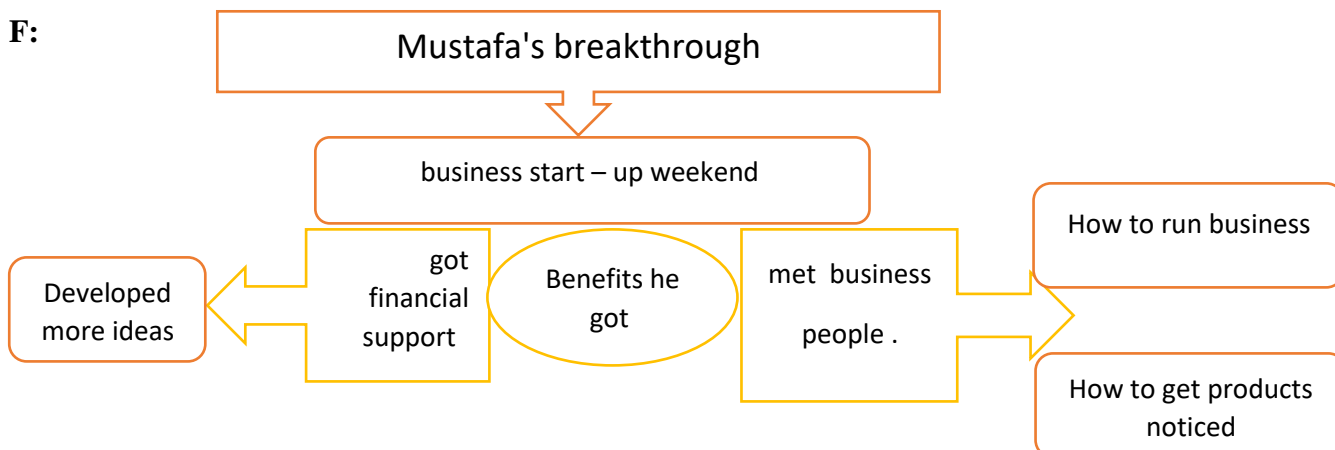 F:
Mustafa's breakthrough
business start – up weekend
How to run business
got
financial
support
Benefits he
got
met business
people .
Developed
more ideas
How to get products
noticed